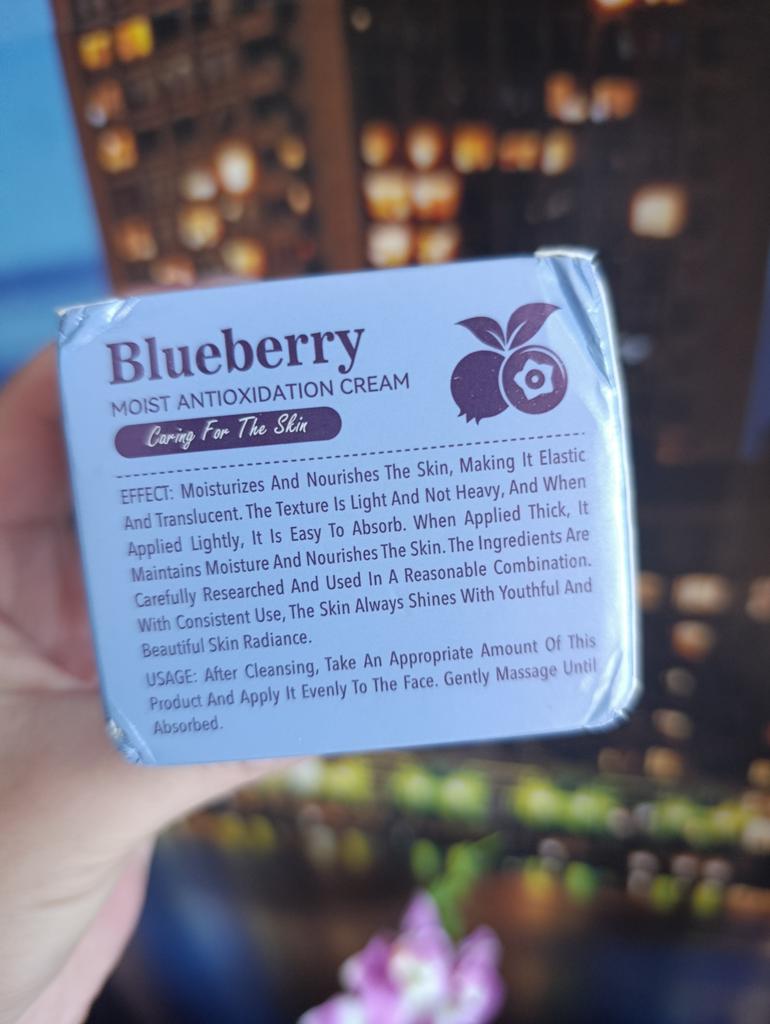 Blueberry
MOIST ANTIOXIDATION CREAM
Caring For The Skin
EFFECT: Moisturizes And Nourishes The Skin, Making It Elastic
And Translucent. The Texture Is Light And Not Heavy, And When
Applied Lightly, It Is Easy To Absorb. When Applied Thick, It
Maintains Moisture And Nourishes The Skin. The Ingredients Are
Carefully Researched And Used In A Reasonable Combination.
With Consistent Use, The Skin Always Shines With Youthful And
Beautiful Skin Radiance.
USAGE: After Cleansing, Take An Appropriate Amount Of This
Product And Apply It Evenly To The Face. Gently Massage Until
Absorbed.